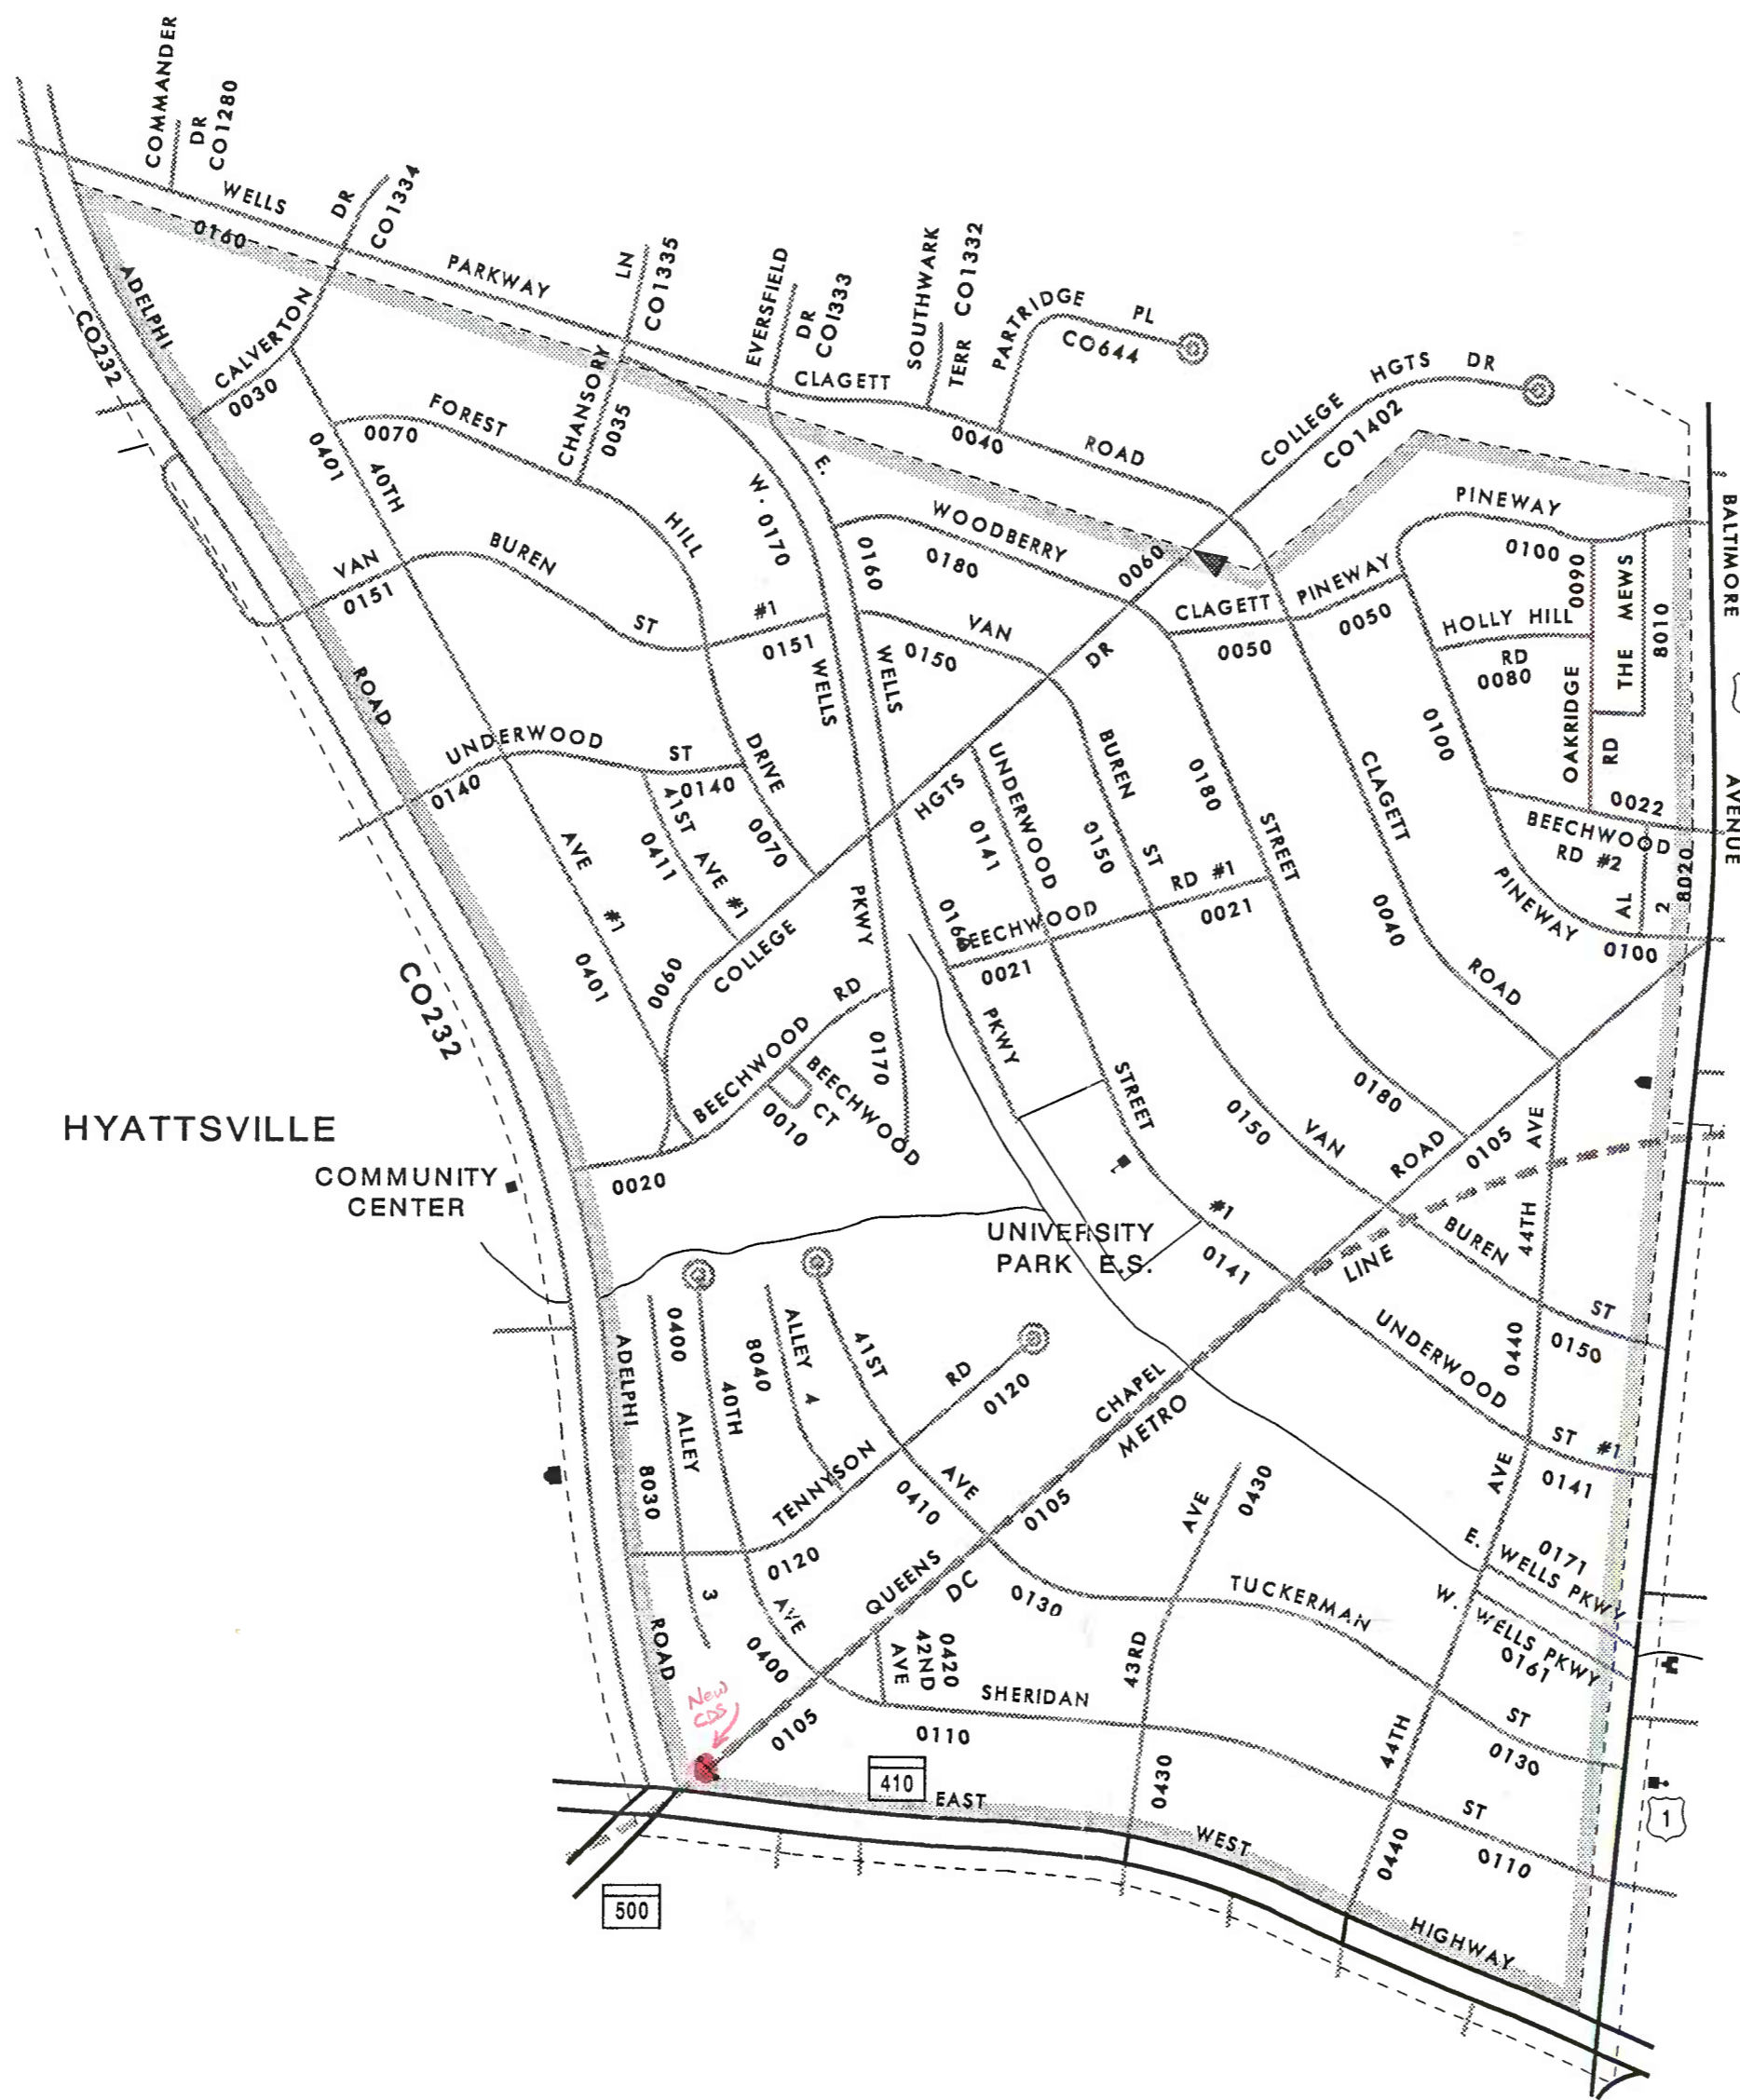 COMMANDER
DR
CO1280
WELLS
0160
DR
CO1334
PARKWAY
LN
CO1335
EVERSFIELD
DR
CO1333
SOUTHWARK
TERR CO1332
PARTRIDGE
PL
CO644
ADELPHI
CO232
CALVERTON
0030
CLAGETT
0040
ROAD
COLLEGE
HGTS
DR
CO1402
FOREST
0070
CHANSORY
0035
0401
40TH
HILL
W.
0170
E.
0160
WOODBERRY
0180
0060
PINEWAY
0100
BALTIMORE
VAN
0151
BUREN
ST
#1
0151
WELLS
WELLS
VAN
0150
DR
CLAGETT
0050
PINEWAY
0050
HOLLY HILL
RD
0080
0090
THE MEWS
8010
OAKRIDGE
RD
ROAD
UNDERWOOD
0140
ST
0140
DRIVE
0070
41ST
AVE #1
0411
HGTS
UNDERWOOD
0141
BUREN
ST
0150
0180
STREET
CLAGETT
0040
0100
0022
BEECHWOOD
RD #2
AVENUE
8020
AL
2
PINEWAY
0100
AVE
#1
0401
0060
COLLEGE
PKWY
0160
BEECHWOOD
RD #1
0021
0021
ROAD
CO232
BEECHWOOD
RD
BEECHWOOD
CT
0010
0170
PKWY
STREET
0020
HYATTSVILLE
COMMUNITY
CENTER
UNIVERSITY
PARK E.S.
#1
0141
0150
VAN
0180
ROAD
0105
AVE
44TH
LINE
BUREN
ST
0150
0440
UNDERWOOD
ST #1
0141
ADELPHI
0400
ALLEY
8030
3
40TH
8040
ALLEY 4
41ST
RD
0120
TENNYSON
0120
AVE
0410
CHAPEL
METRO
0105
AVE
0430
AVE
E. WELLS PKWY
0171
W. WELLS PKWY
0161
QUEENS
DC
0130
TUCKERMAN
ST
0130
AVE
0400
ROAD
0420
42ND
AVE
SHERIDAN
0110
43RD
44TH
0430
ST
0110
0440
New
CDS
0105
410
EAST
WEST
HIGHWAY
500
1